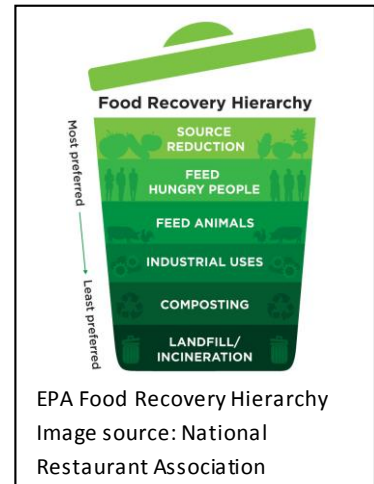 Food Recovery Hierarchy
Most preferred
Least preferred
SOURCE
REDUCTION
FEED
HUNGRY PEOPLE
FEED ANIMALS
INDUSTRIAL USES
COMPOSTING
LANDFILL/
INCINERATION
EPA Food Recovery Hierarchy
Image source: National
Restaurant Association